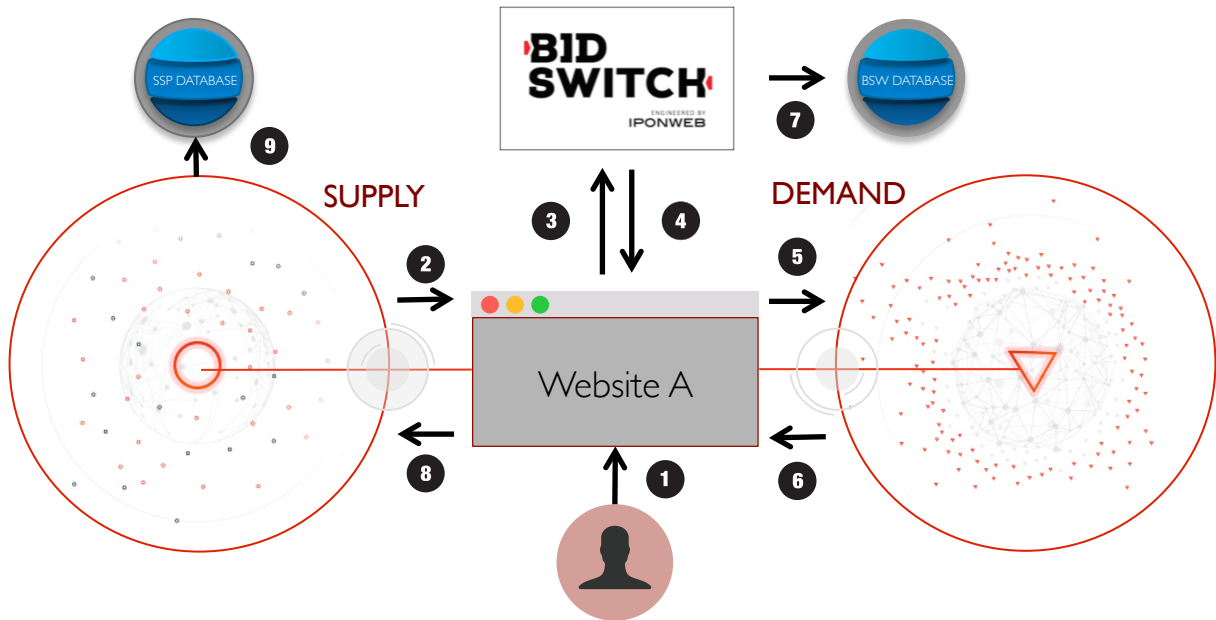 SSP DATABASE
BID
SWITCH
ENGINEERED BY
IPONWEB
BSW DATABASE
7
9
SUPPLY
DEMAND
3
4
2
5
Website A
8
1
6